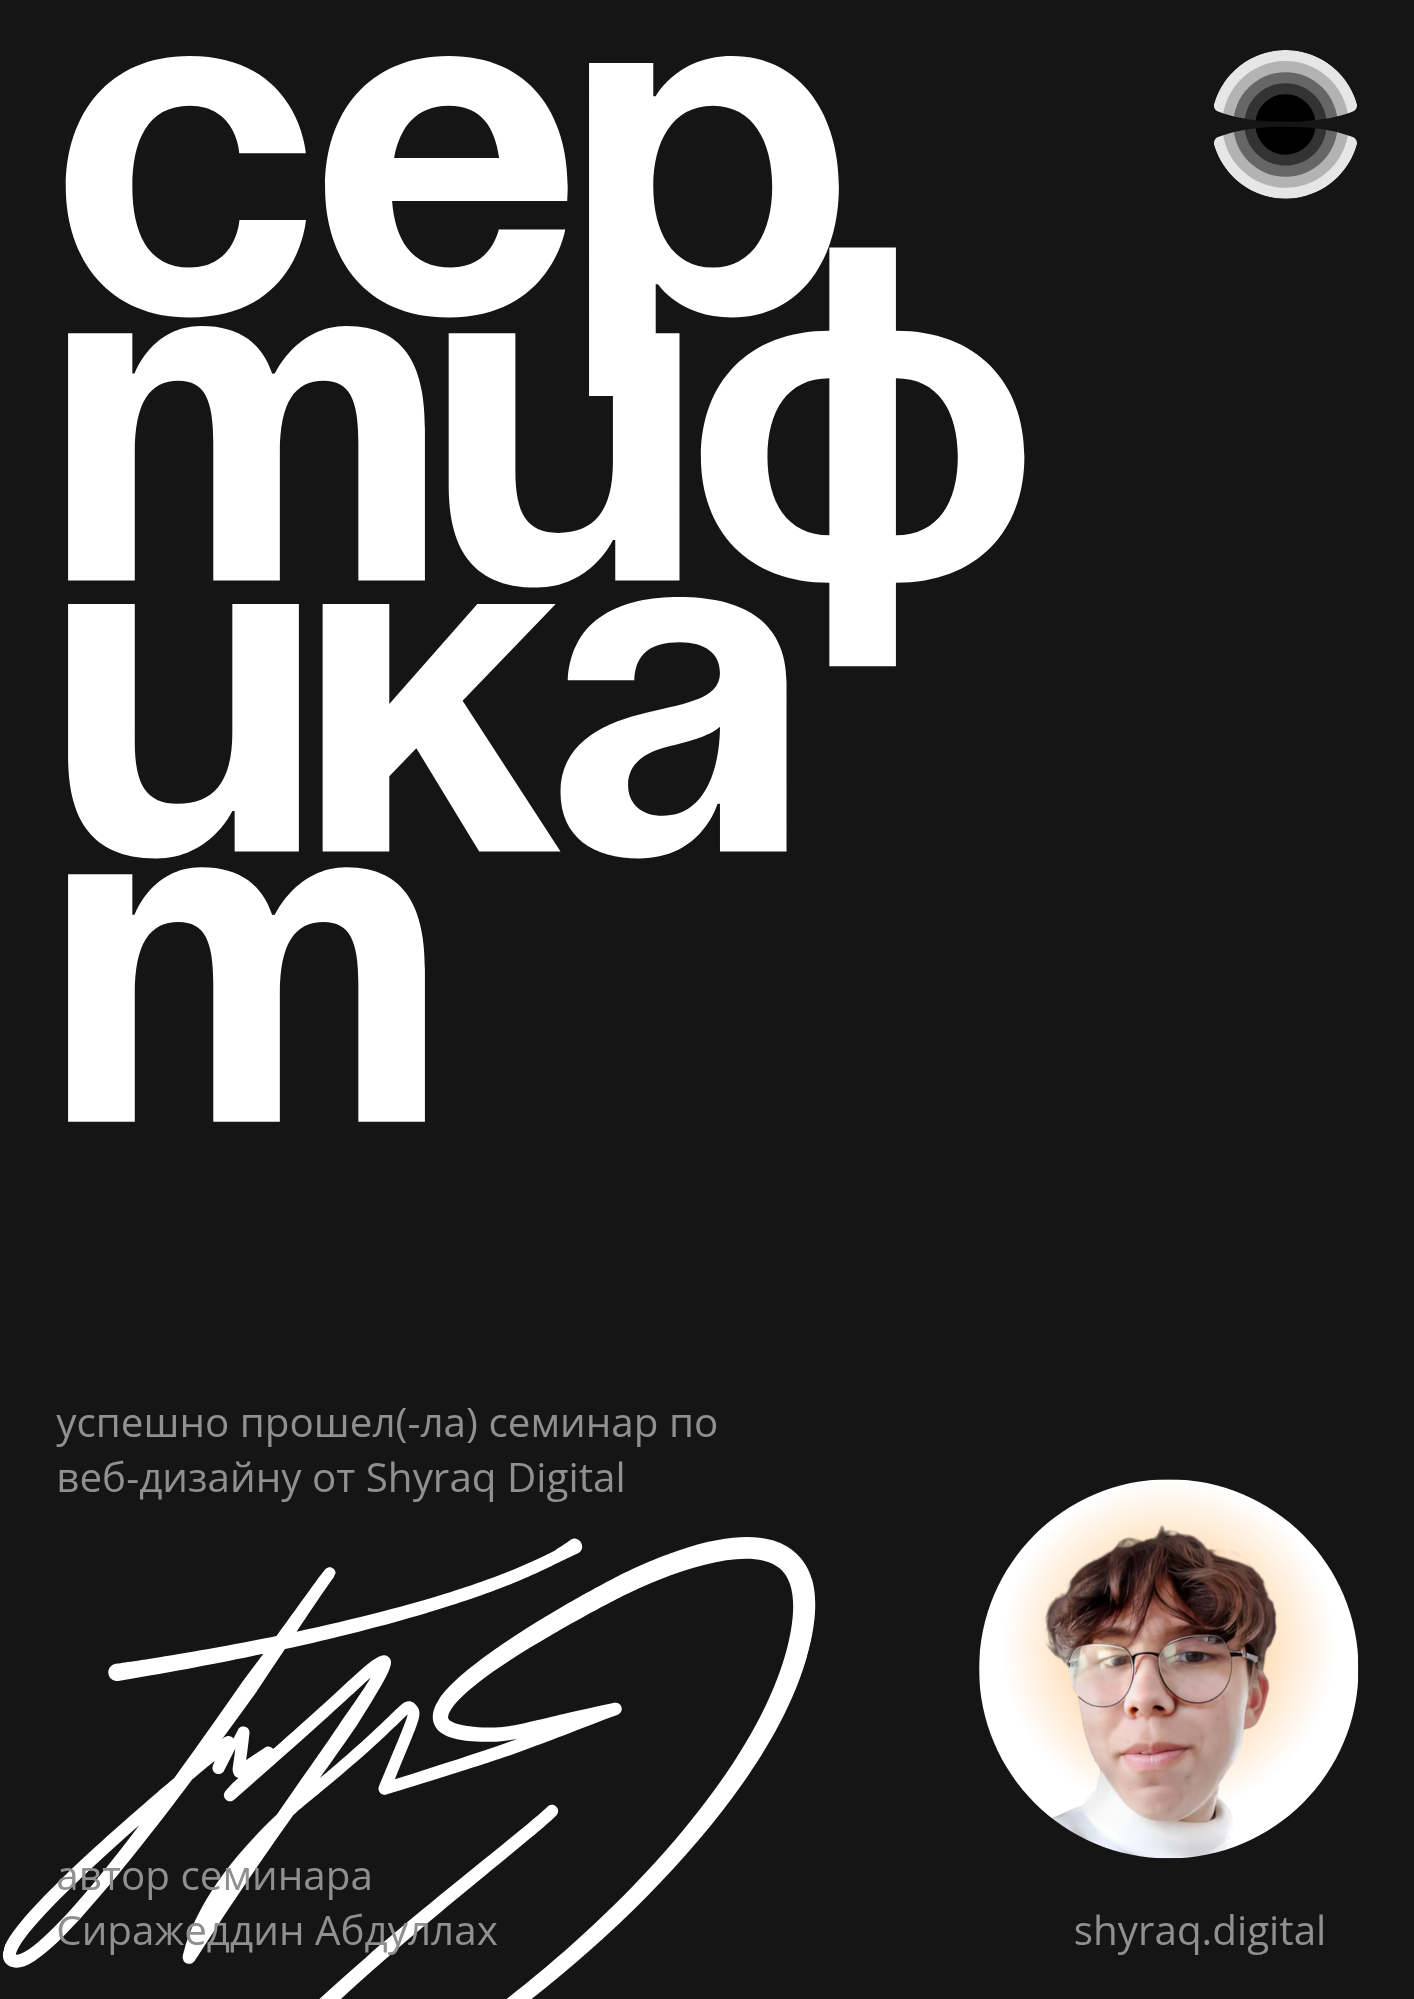 сер
тиф
ика
т
успешно прошел(-ла) семинар по
веб-дизайну от Shyraq Digital
автор семинара
Сиражеддин Абдуллах
shyraq.digital